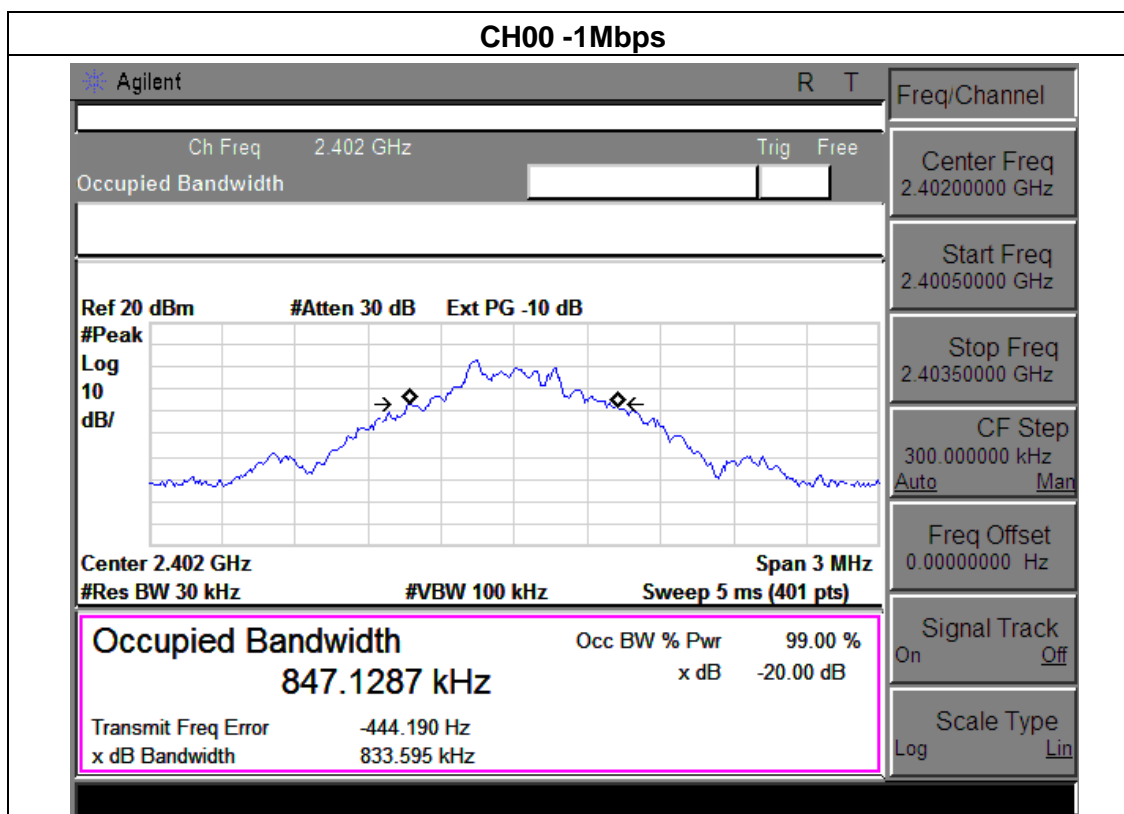 CH00 -1Mbps
Agilent R T
Ch Freq 2.402 GHz Trig Free
Occupied Bandwidth
Ref 20 dBm #Atten 30 dB Ext PG -10 dB
#Peak
Log
10
dB/
Center 2.402 GHz Span 3 MHz
#Res BW 30 kHz #VBW 100 kHz Sweep 5 ms (401 pts)
Occupied Bandwidth Occ BW % Pwr 99.00 %
847.1287 kHz x dB -20.00 dB
Transmit Freq Error -444.190 Hz
x dB Bandwidth 833.595 kHz
Freq/Channel
Center Freq
2.40200000 GHz
Start Freq
2.40050000 GHz
Stop Freq
2.40350000 GHz
CF Step
300.000000 kHz
Auto Man
Freq Offset
0.00000000 Hz
Signal Track
On Off
Scale Type
Log Lin